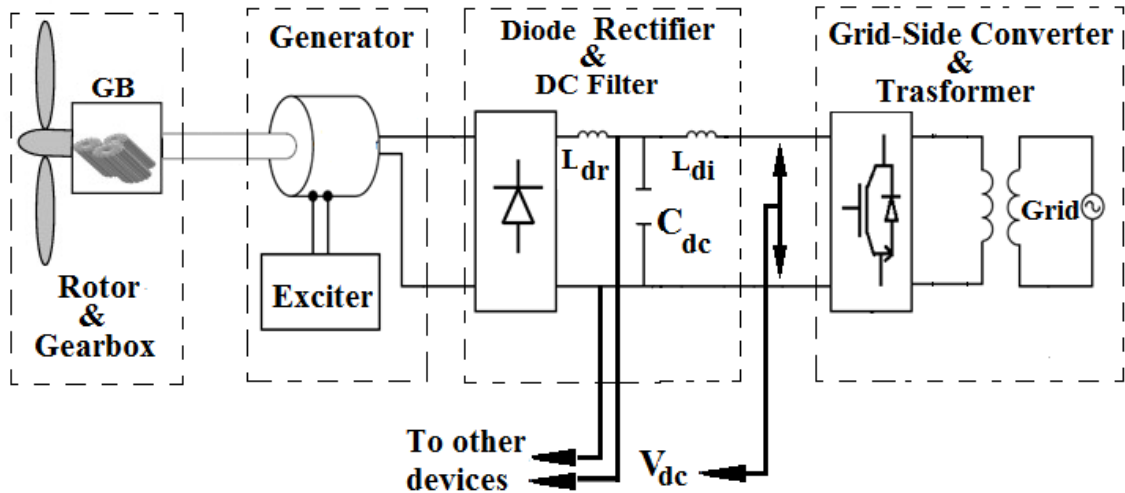 GB
Rotor
&
Gearbox
Generator
Exciter
Diode Rectifier
&
DC Filter
Ldr
Ldi
Cdc
To other
devices
Vdc
Grid-Side Converter
&
Trasformer
Grid